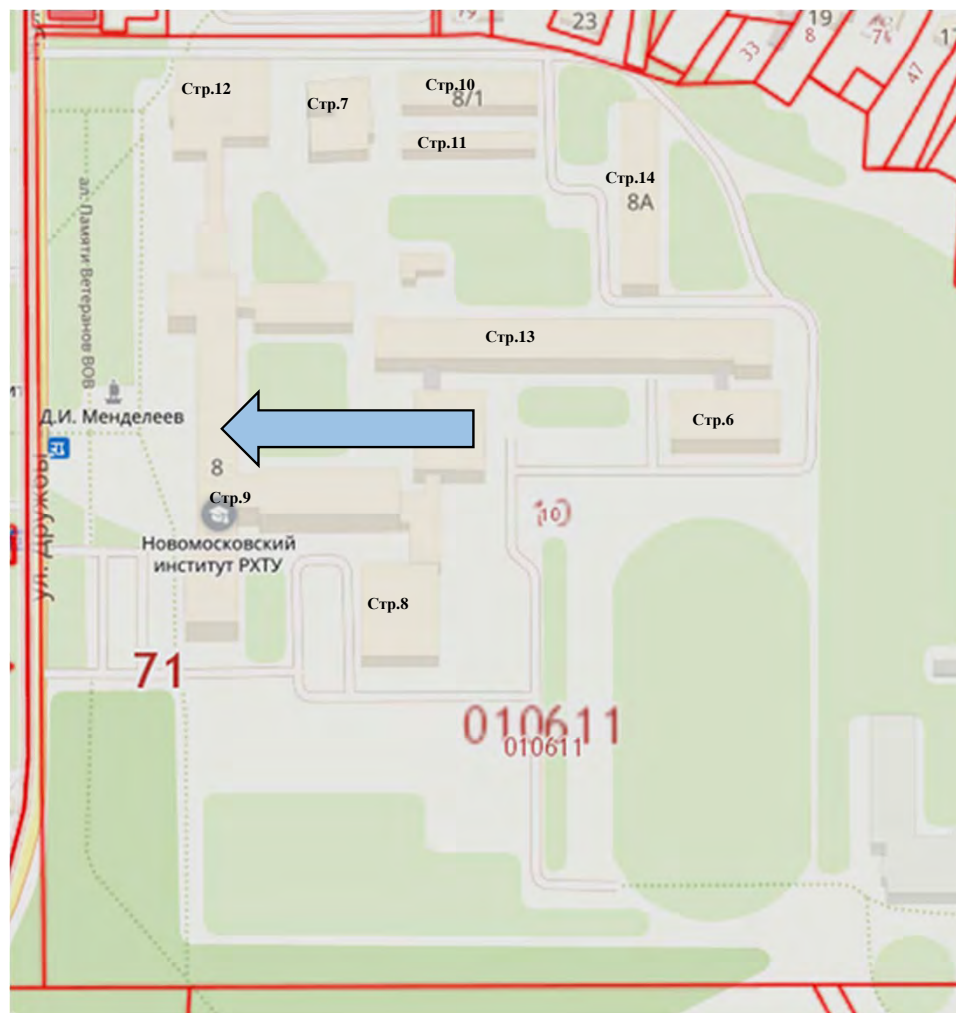 79
23
19
8
7
33
47
Стр.12
Стр.7
Стр.10
8/1
Стр.11
Стр.14
8А
ал. Памяти Ветеранов ВОВ
Стр.13
Д.И. Менделеев
Стр.6
8
Стр.9
10
Новомосковский
институт РХТУ
ул. Дружбы
Стр.8
71
010611
010611